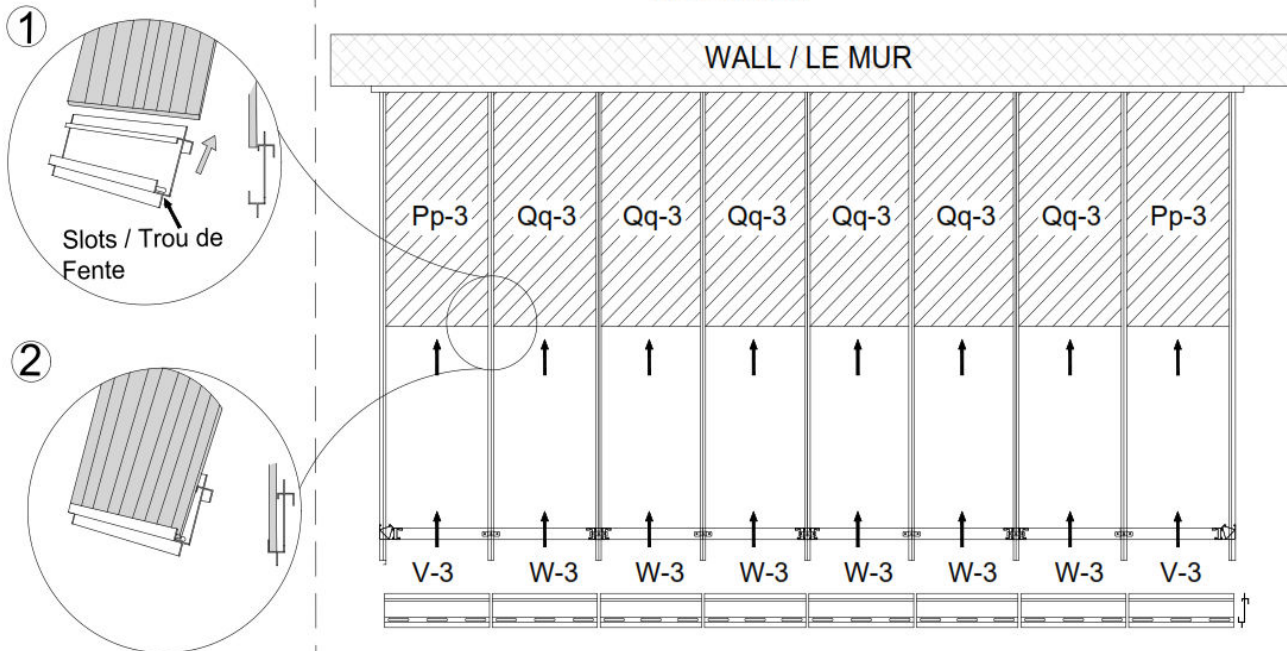 1
Slots / Trou de
Fente
2
WALL / LE MUR
Pp-3 Qq-3 Qq-3 Qq-3 Qq-3 Qq-3 Qq-3 Pp-3
V-3 W-3 W-3 W-3 W-3 W-3 W-3 V-3